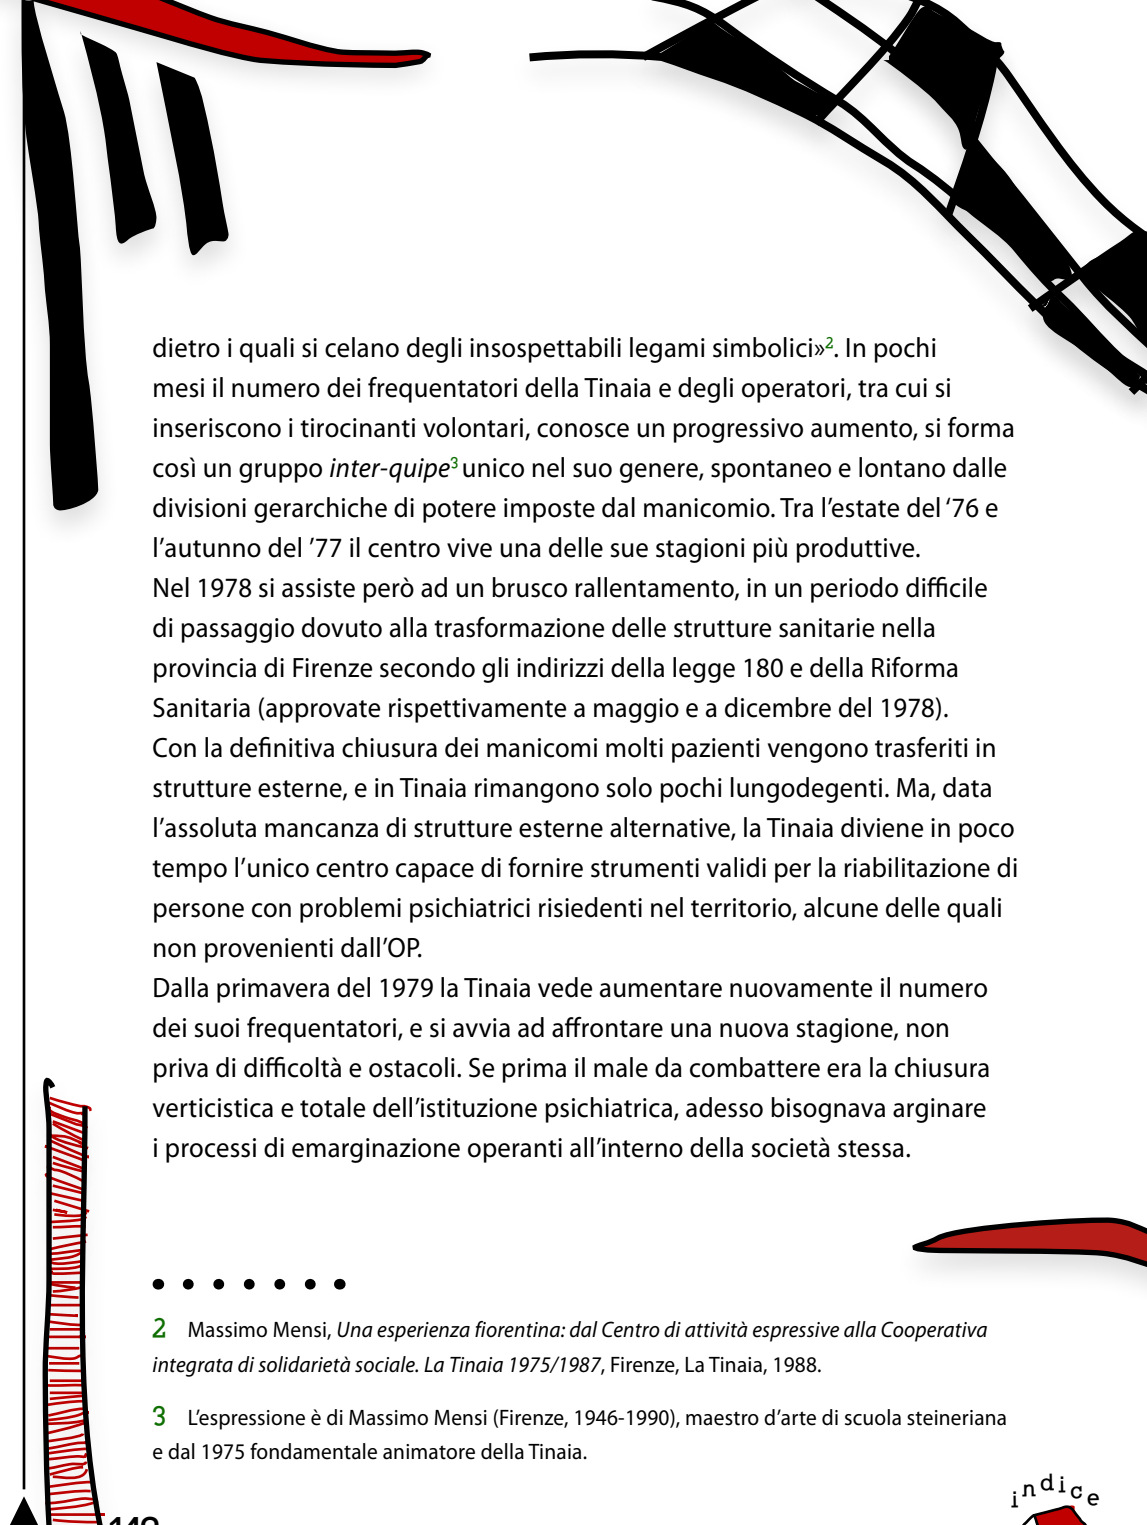 dietro i quali si celano degli insospettabili legami simbolici»2. In pochi
mesi il numero dei frequentatori della Tinaia e degli operatori, tra cui si
inseriscono i tirocinanti volontari, conosce un progressivo aumento, si forma
così un gruppo inter-quipe3 unico nel suo genere, spontaneo e lontano dalle
divisioni gerarchiche di potere imposte dal manicomio. Tra l’estate del ‘76 e
l’autunno del ’77 il centro vive una delle sue stagioni più produttive.
Nel 1978 si assiste però ad un brusco rallentamento, in un periodo difficile
di passaggio dovuto alla trasformazione delle strutture sanitarie nella
provincia di Firenze secondo gli indirizzi della legge 180 e della Riforma
Sanitaria (approvate rispettivamente a maggio e a dicembre del 1978).
Con la definitiva chiusura dei manicomi molti pazienti vengono trasferiti in
strutture esterne, e in Tinaia rimangono solo pochi lungodegenti. Ma, data
l’assoluta mancanza di strutture esterne alternative, la Tinaia diviene in poco
tempo l’unico centro capace di fornire strumenti validi per la riabilitazione di
persone con problemi psichiatrici risiedenti nel territorio, alcune delle quali
non provenienti dall’OP.
Dalla primavera del 1979 la Tinaia vede aumentare nuovamente il numero
dei suoi frequentatori, e si avvia ad affrontare una nuova stagione, non
priva di difficoltà e ostacoli. Se prima il male da combattere era la chiusura
verticistica e totale dell’istituzione psichiatrica, adesso bisognava arginare
i processi di emarginazione operanti all’interno della società stessa.
2 Massimo Mensi, Una esperienza fiorentina: dal Centro di attività espressive alla Cooperativa
integrata di solidarietà sociale. La Tinaia 1975/1987, Firenze, La Tinaia, 1988.
3 L’espressione è di Massimo Mensi (Firenze, 1946-1990), maestro d’arte di scuola steineriana
e dal 1975 fondamentale animatore della Tinaia.
indice